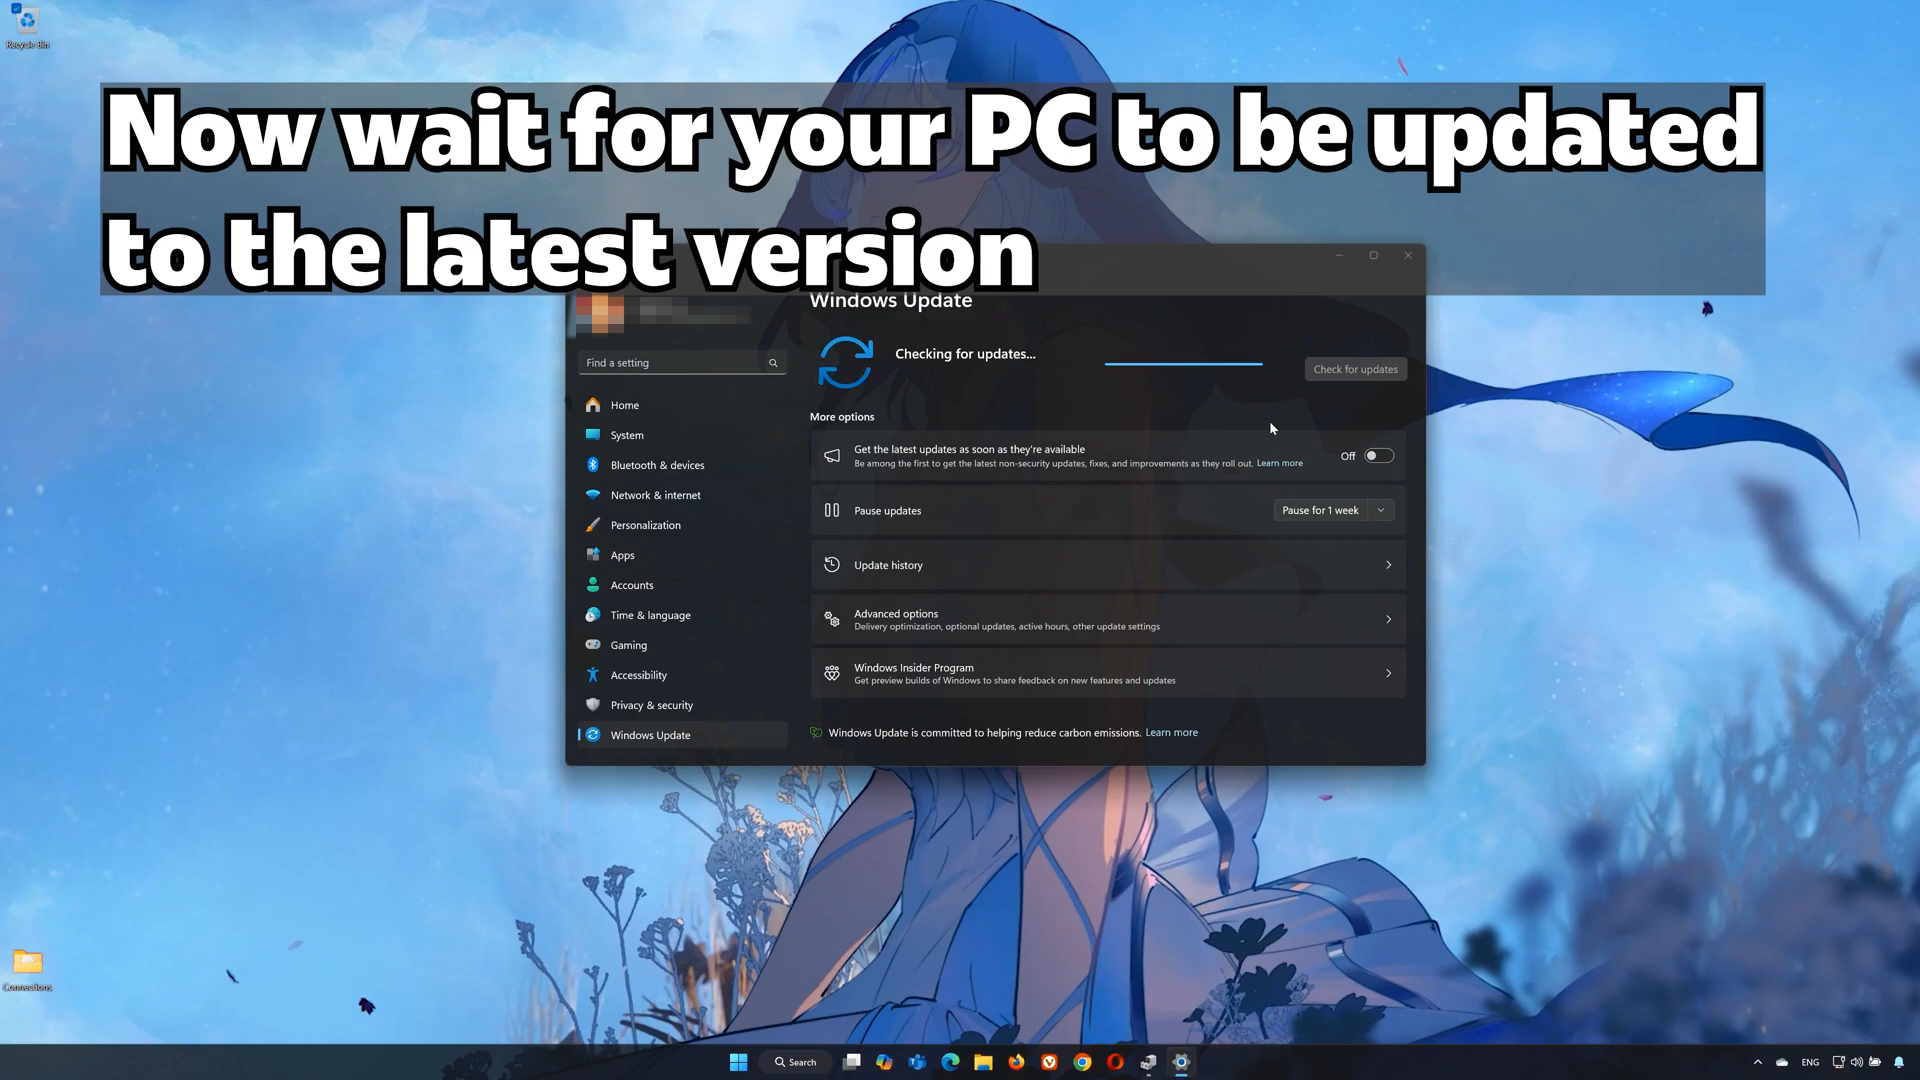 Recycle Bin
Now wait for your PC to be updated
to the latest version
Windows Update
Checking for updates...
Check for updates
Find a setting
Home
System
Bluetooth & devices
Network & internet
Personalization
Apps
Accounts
Time & language
Gaming
Accessibility
Privacy & security
Windows Update
More options
Get the latest updates as soon as they're available
Be among the first to get the latest non-security updates, fixes, and improvements as they roll out. Learn more
Off
Pause updates
Pause for 1 week
Update history
Advanced options
Delivery optimization, optional updates, active hours, other update settings
Windows Insider Program
Get preview builds of Windows to share feedback on new features and updates
Windows Update is committed to helping reduce carbon emissions. Learn more
Connections
Search
ENG